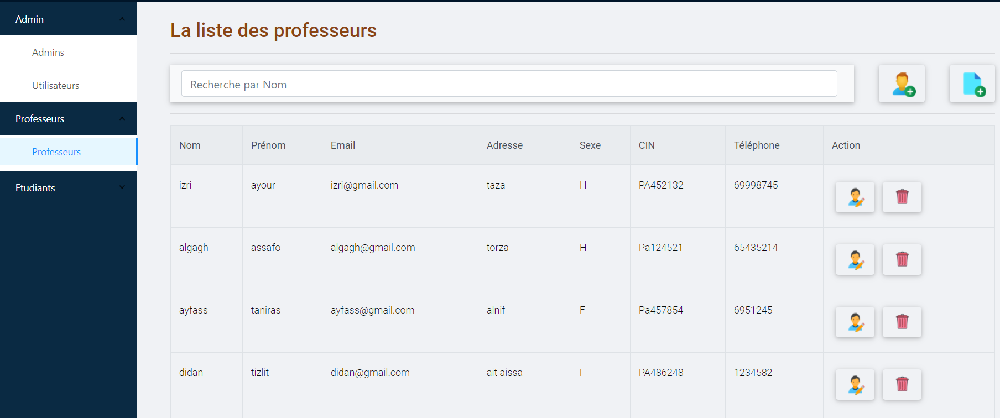 Admin
Admins
Utilisateurs
Professeurs
Professeurs
Etudiants
La liste des professeurs
Recherche par Nom
Nom Prénom Email Adresse Sexe CIN Téléphone Action
izri ayour izri@gmail.com taza H PA452132 69998745
algagh assafo algagh@gmail.com torza H Pa124521 65435214
ayfass taniras ayfass@gmail.com alnif F Pa457854 6951245
didan tizlit didan@gmail.com ait aissa F PA486248 1234582